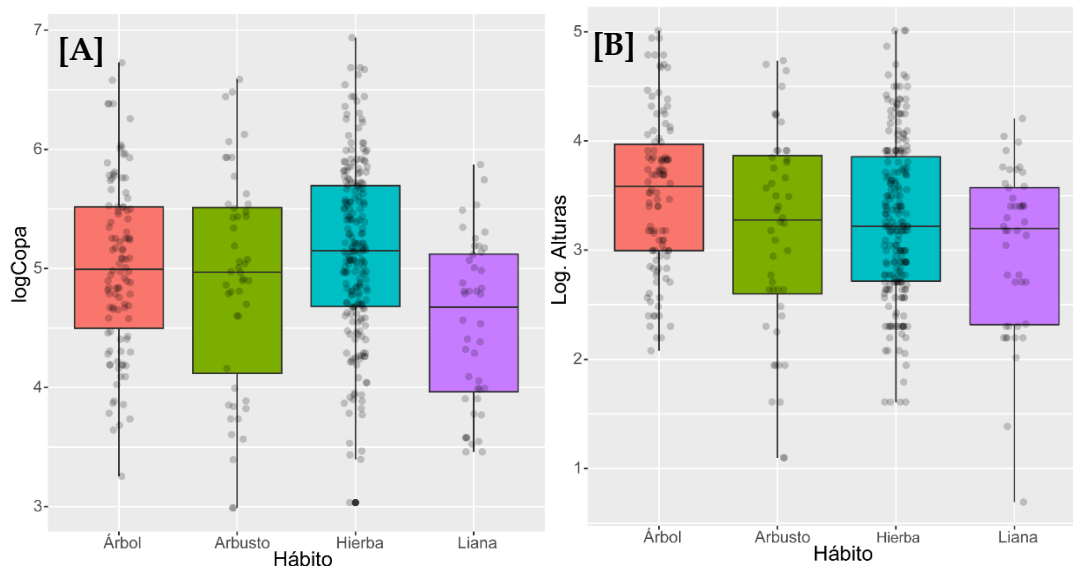 [A]
logCopa
7
6
5
4
3
Árbol Arbusto Hierba Liana
Hábito
[B]
Log. Alturas
5
4
3
2
1
Árbol Arbusto Hierba Liana
Hábito